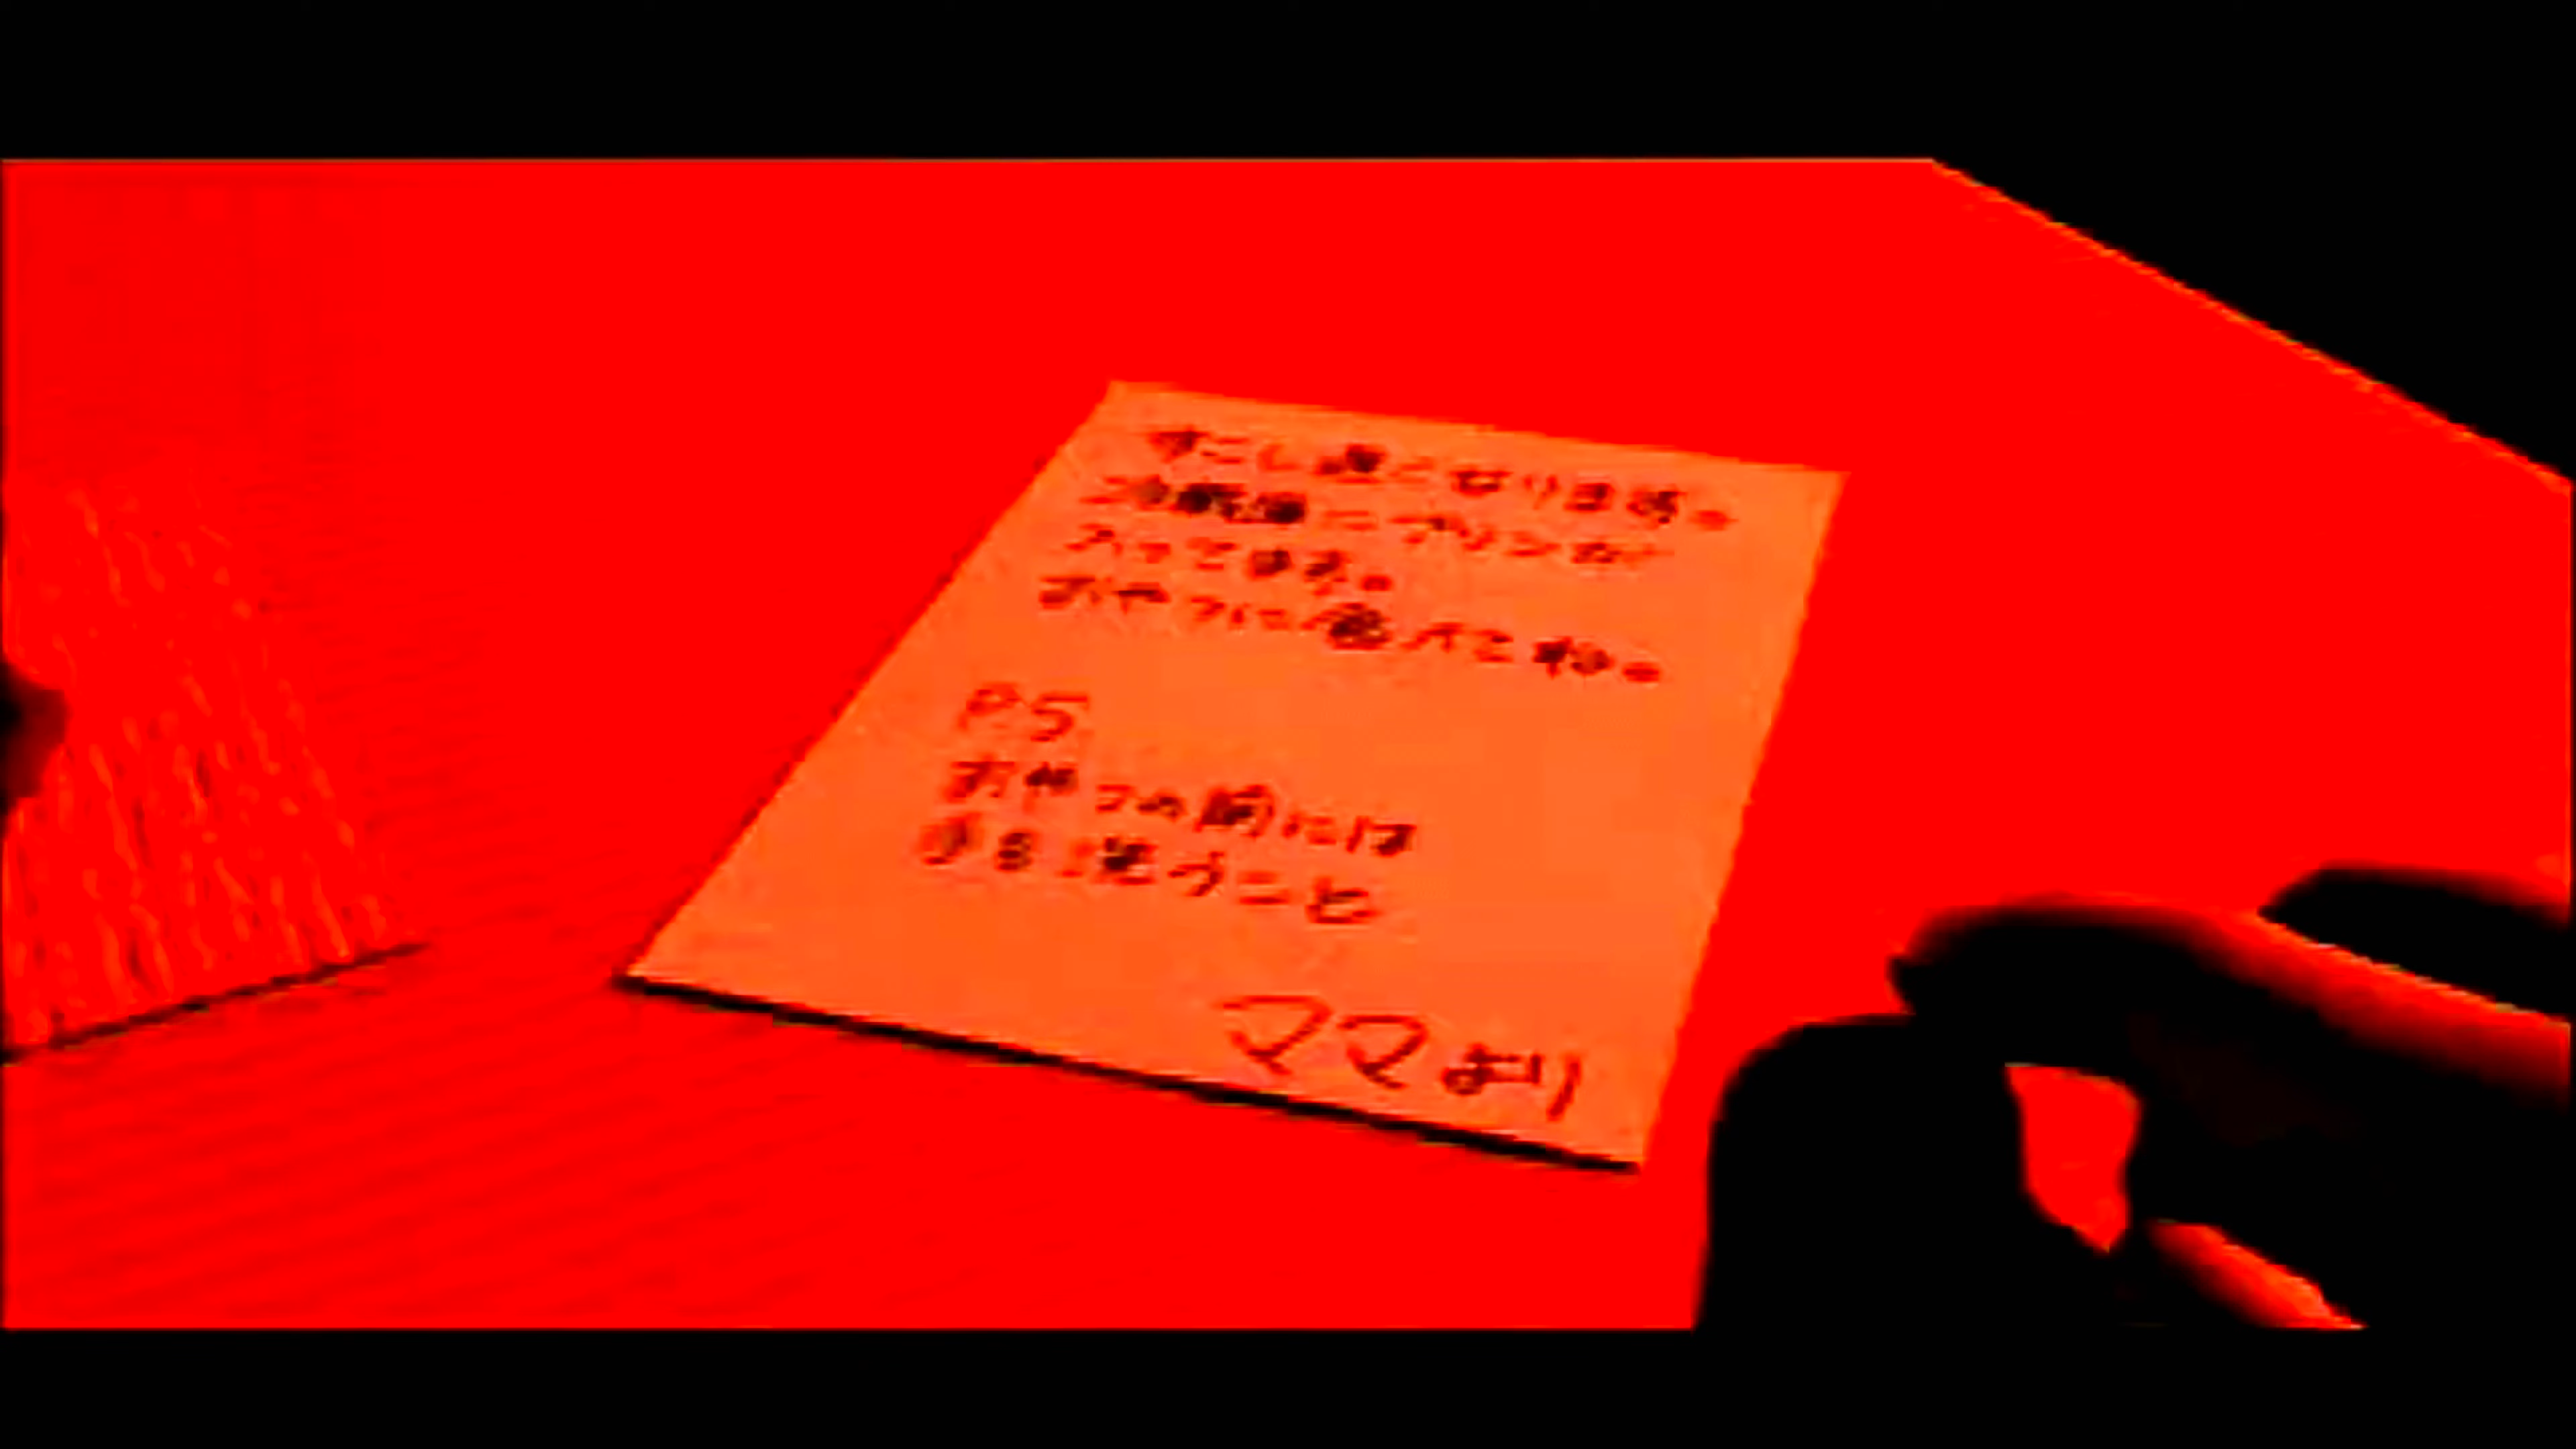 すこし遅くなります。
冷蔵庫にプリンが
入ってます。
おやつに食べてね。
PS
おやつの前には
手を洗うこと
ママより